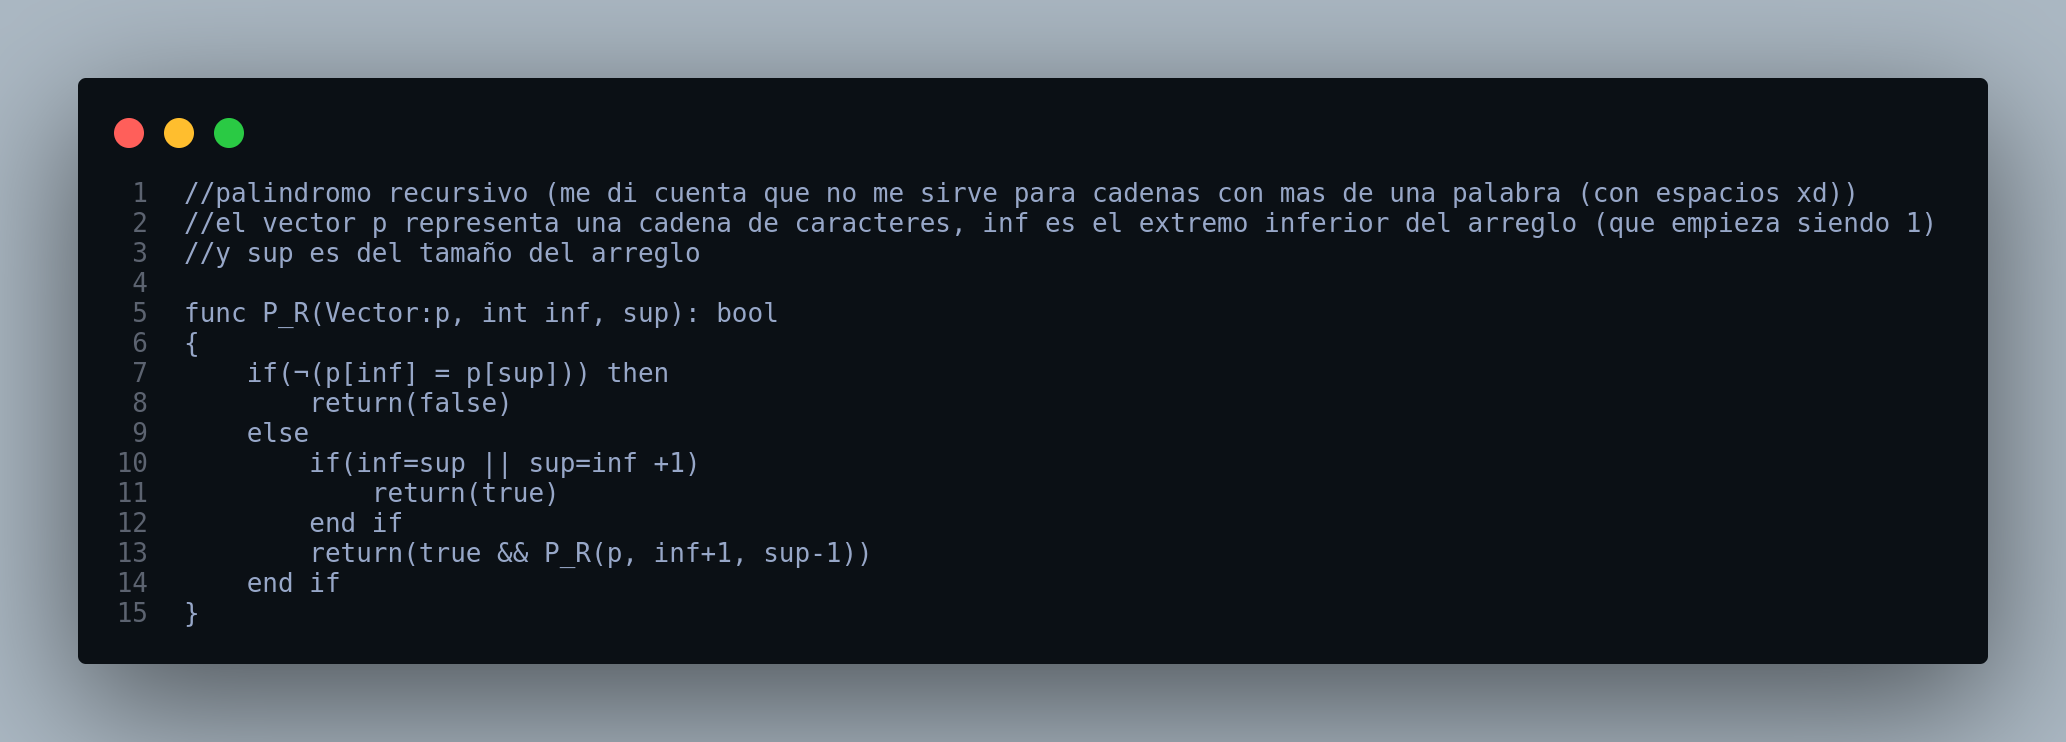 1 //palindromo recursivo (me di cuenta que no me sirve para cadenas con mas de una palabra (con espacios xd))
2 //el vector p representa una cadena de caracteres, inf es el extremo inferior del arreglo (que empieza siendo 1)
3 //y sup es del tamaño del arreglo
4
5 func P_R(Vector:p, int inf, sup): bool
6 {
7     if(¬(p[inf] = p[sup])) then
8         return(false)
9     else
10         if(inf=sup || sup=inf +1)
11             return(true)
12         end if
13         return(true && P_R(p, inf+1, sup-1))
14     end if
15 }